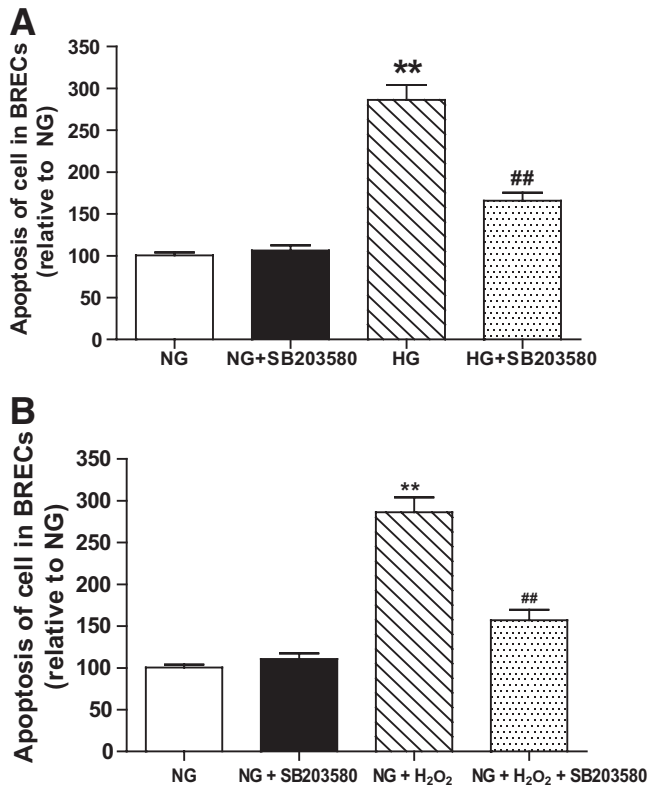 A
Apoptosis of cell in BRECs
(relative to NG)
350
300
250
200
150
100
50
0
**
##
NG
NG+SB203580
HG
HG+SB203580
B
Apoptosis of cell in BRECs
(relative to NG)
350
300
250
200
150
100
50
0
**
##
NG
NG + SB203580
NG + H₂O₂
NG + H₂O₂ + SB203580